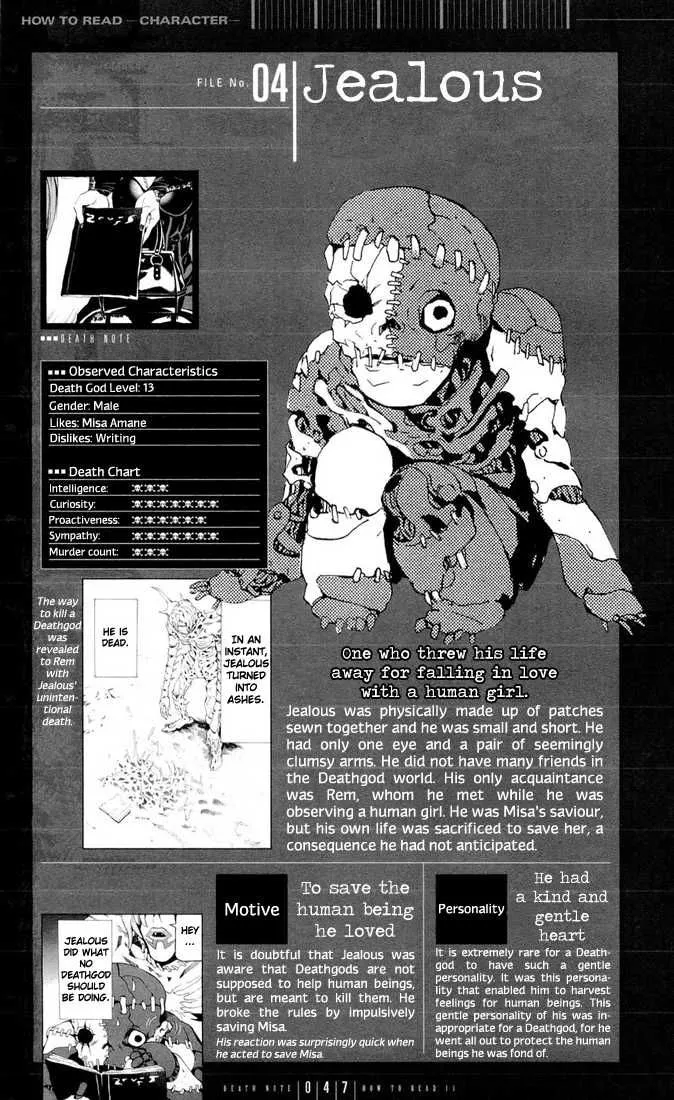 HOW TO READ — CHARACTER
FILE No. 04 Jealous
DEATH NOTE
Observed Characteristics
Death God Level: 13
Gender: Male
Likes: Misa Amane
Dislikes: Writing
Death Chart
Intelligence:
Curiosity:
Proactiveness:
Sympathy:
Murder count:
The way
to kill a
Deathgod
was
revealed
to Rem
with
Jealous'
uninten-
tional
death.
IN AN
INSTANT,
JEALOUS
TURNED
INTO
ASHES.
HE IS
DEAD.
One who threw his life
away for falling in love
with a human girl.
Jealous was physically made up of patches
sewn together and he was small and short. He
had only one eye and a pair of seemingly
clumsy arms. He did not have many friends in
the Deathgod world. His only acquaintance
was Rem, whom he met while he was
observing a human girl. He was Misa's saviour,
but his own life was sacrificed to save her, a
consequence he had not anticipated.
HEY
...
JEALOUS
DID WHAT
NO
DEATHGOD
SHOULD
BE DOING.
Motive
To save the
human being
he loved
It is doubtful that Jealous was
aware that Deathgods are not
supposed to help human beings,
but are meant to kill them. He
broke the rules by impulsively
saving Misa.
His reaction was surprisingly quick when
he acted to save Misa.
Personality
He had
a kind and
gentle
heart
It is extremely rare for a Death-
god to have such a gentle
personality. It was this persona-
lity that enabled him to harvest
feelings for human beings. This
gentle personality of his was in-
appropriate for a Deathgod, for he
went all out to protect the human
beings he was fond of.
DEATH NOTE | 0 | 4 | 7 | HOW TO READ 13